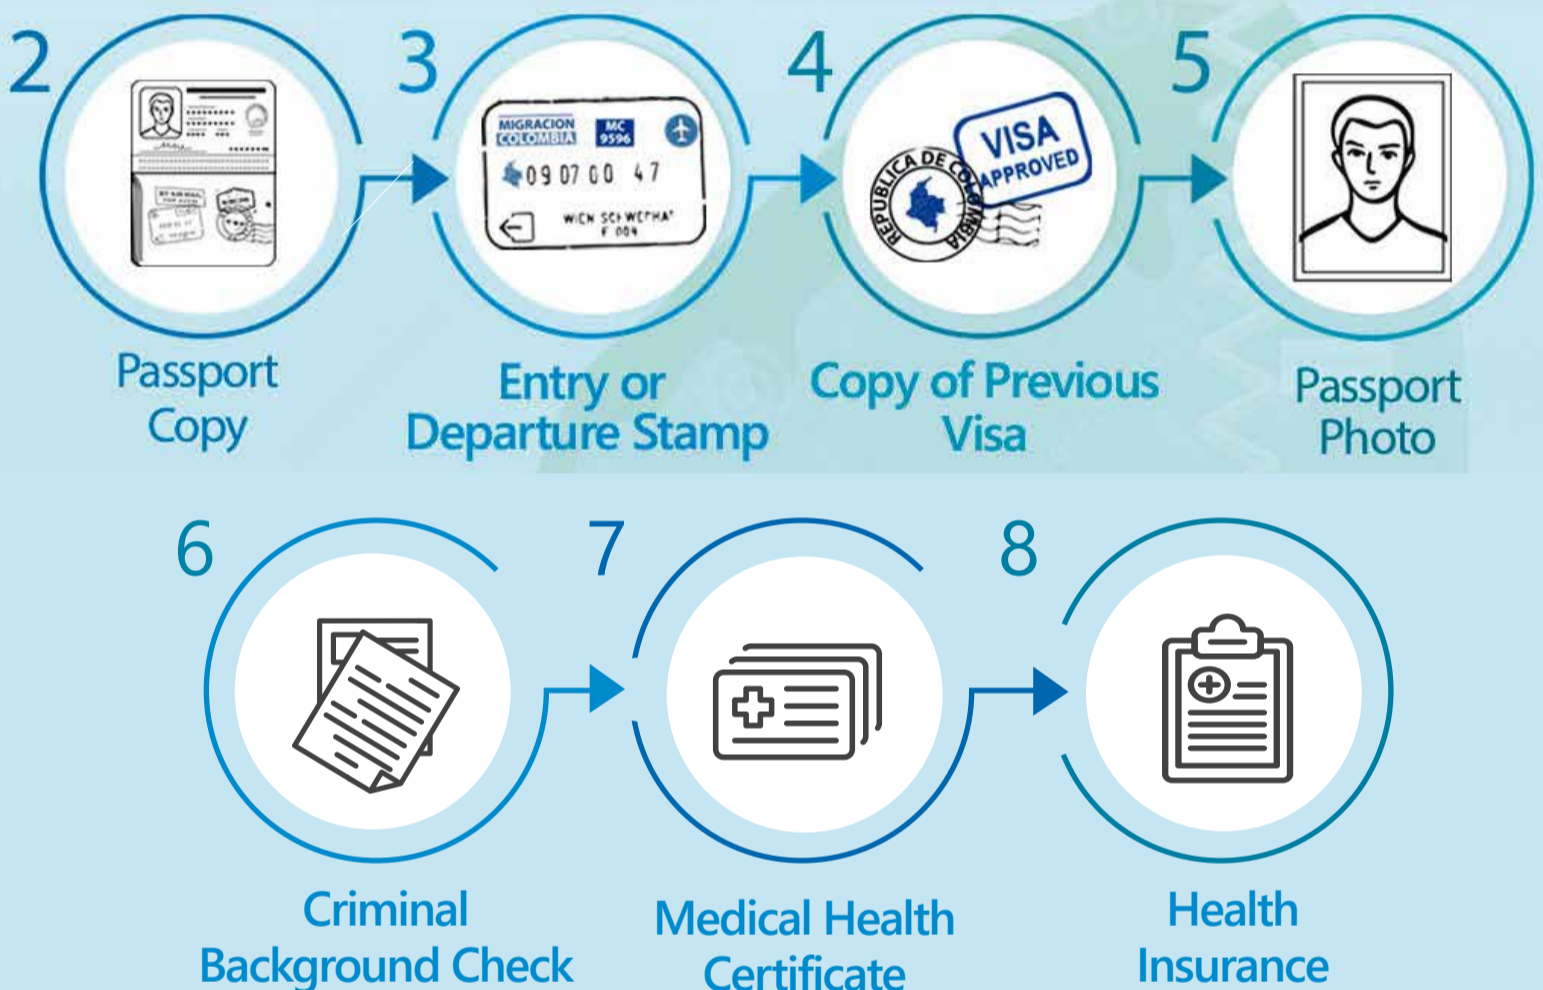 2
3
4
5
MIGRACION
COLOMBIA
MC
9596
09 07 00 47
F 004
REPUBLICA DE COLOMBIA
VISA
APPROVED
Passport
Copy
Entry or
Departure Stamp
Copy of Previous
Visa
Passport
Photo
6
7
8
Criminal
Background Check
Medical Health
Certificate
Health
Insurance